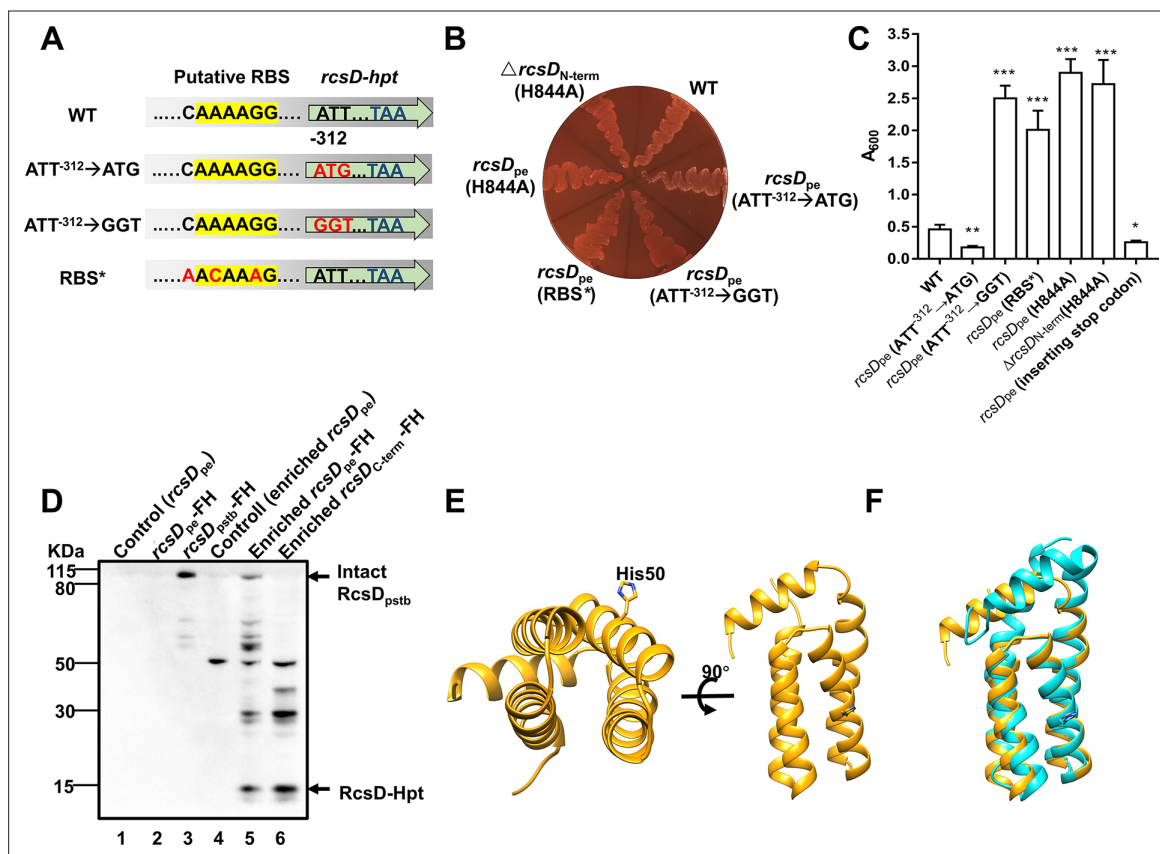 A
Putative RBS rcsD-hpt
WT
.....CAAAAGG.... ATT...TAA
-312
ATT-312→ATG
.....CAAAAGG.... ATG...TAA
ATT-312→GGT
.....CAAAAGG.... GGT...TAA
RBS*
.....AACAAAG.... ATT...TAA
B
△rcsDN-term
(H844A)
WT
rcsDpe
(H844A)
rcsDpe
(ATT-312→ATG)
rcsDpe
(RBS*)
rcsDpe
(ATT-312→GGT)
C
A600
3.5
3.0
2.5
2.0
1.5
1.0
0.5
0
**
***
***
***
***
*
WT
rcsDpe (ATT-312→ATG)
rcsDpe (ATT-312→GGT)
rcsDpe (RBS*)
rcsDpe (H844A)
ΔrcsDN-term(H844A)
rcsDpe (inserting stop codon)
D
Control (rcsDpe)
rcsDpe-FH
rcsDpstb-FH
Controll (enriched rcsDpe)
Enriched rcsDpe-FH
Enriched rcsDC-term-FH
KDa
115
80
50
30
15
Intact
RcsDpstb
RcsD-Hpt
1 2 3 4 5 6
E
His50
90°
F